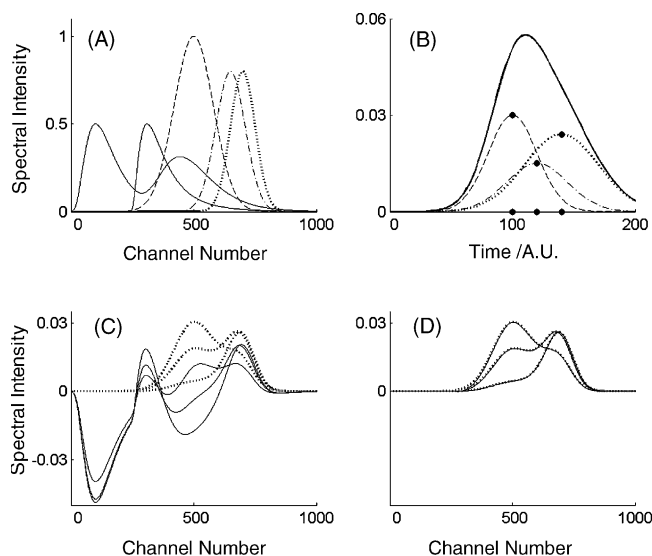 (A)
Spectral Intensity
1
0.5
0
0 500 1000
Channel Number
(B)
0.06
0.03
0
0 100 200
Time /A.U.
(C)
Spectral Intensity
0.03
0
-0.03
0 500 1000
Channel Number
(D)
0.03
0
0 500 1000
Channel Number